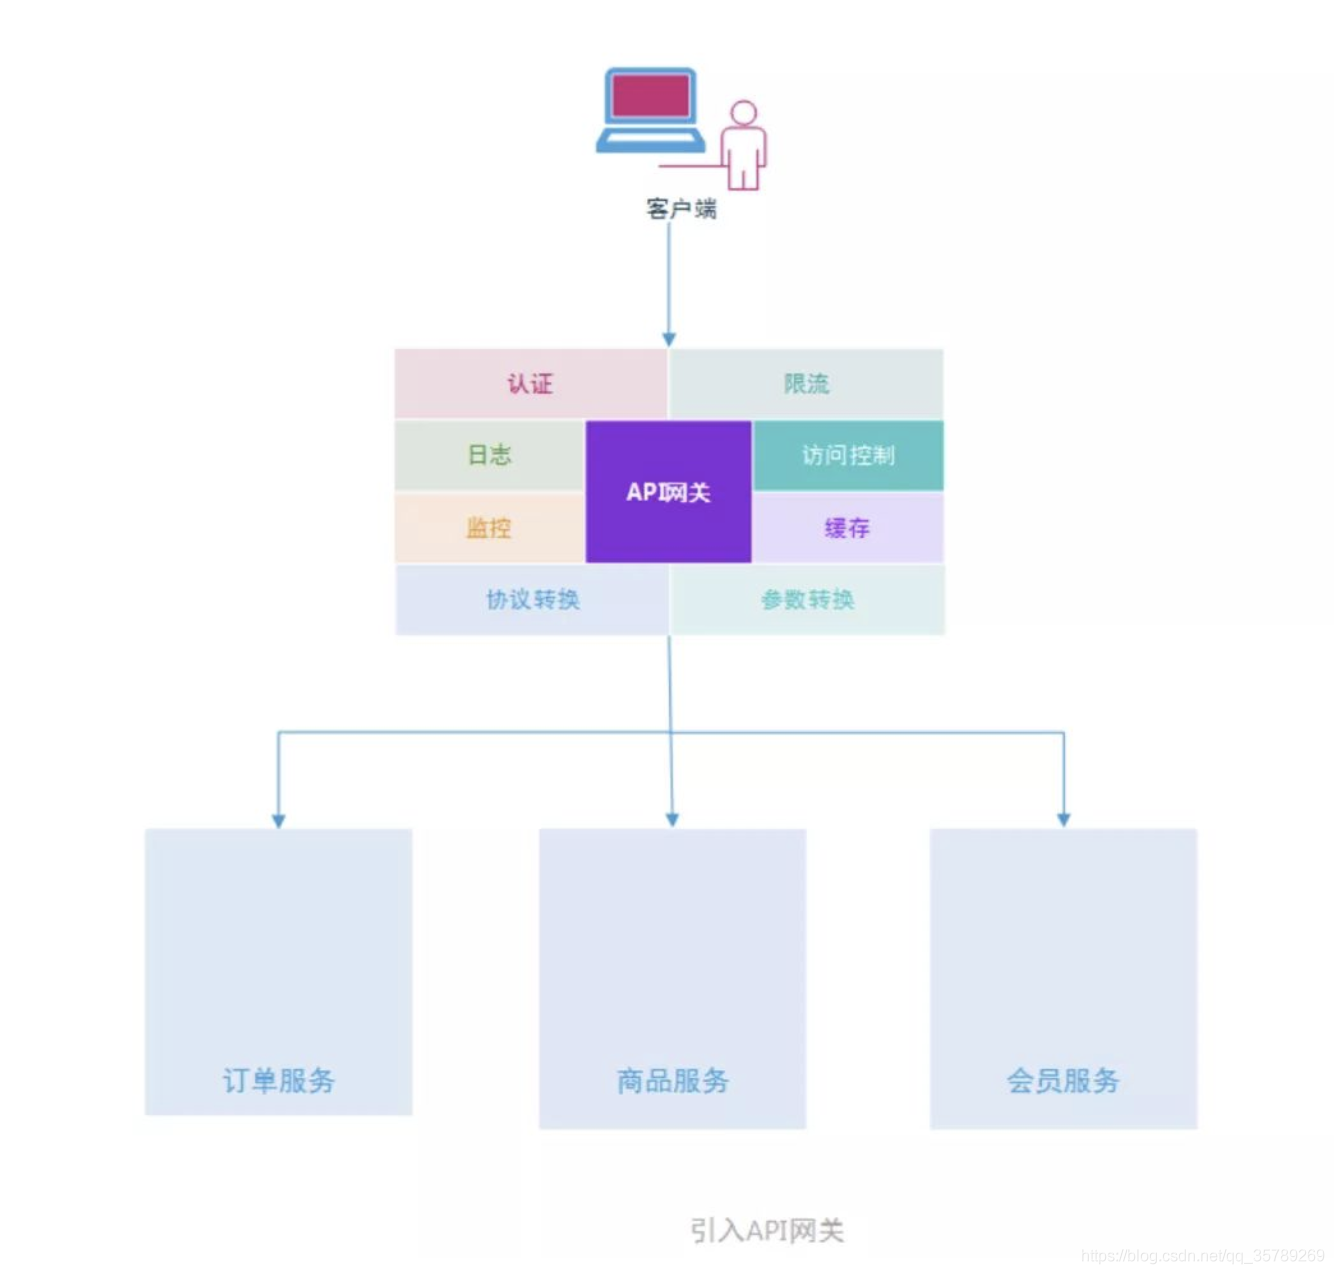 客户端
认证
限流
日志
API网关
访问控制
监控
缓存
协议转换
参数转换
订单服务
商品服务
会员服务
引入API网关
https://blog.csdn.net/qq_35789269